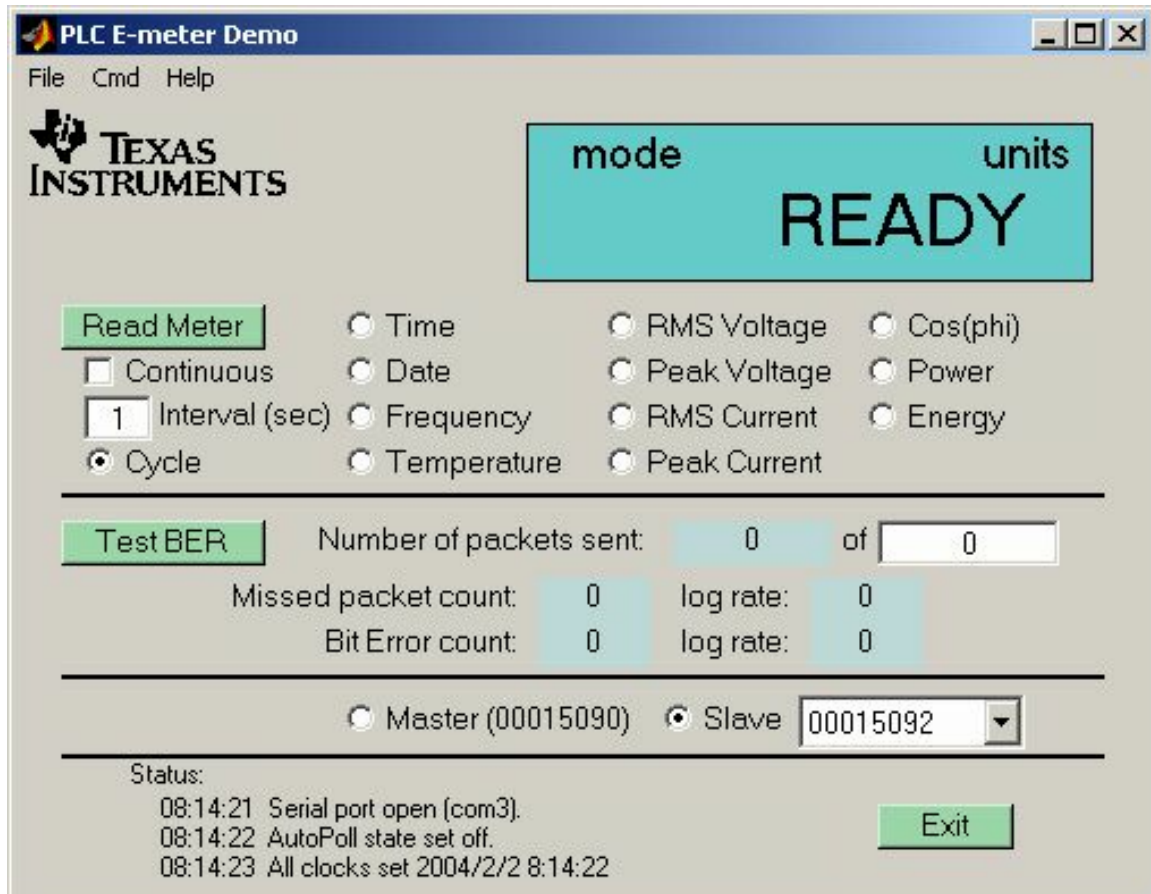 PLC E-meter Demo
File Cmd Help
TEXAS
INSTRUMENTS
mode units
READY
Read Meter Time RMS Voltage Cos(phi)
Continuous Date Peak Voltage Power
1 Interval (sec) Frequency RMS Current Energy
Cycle Temperature Peak Current
Test BER Number of packets sent: 0 of 0
Missed packet count: 0 log rate: 0
Bit Error count: 0 log rate: 0
Master (00015090) Slave 00015092
Status:
08:14:21 Serial port open (com3).
08:14:22 AutoPoll state set off.
08:14:23 All clocks set 2004/2/2 8:14:22
Exit